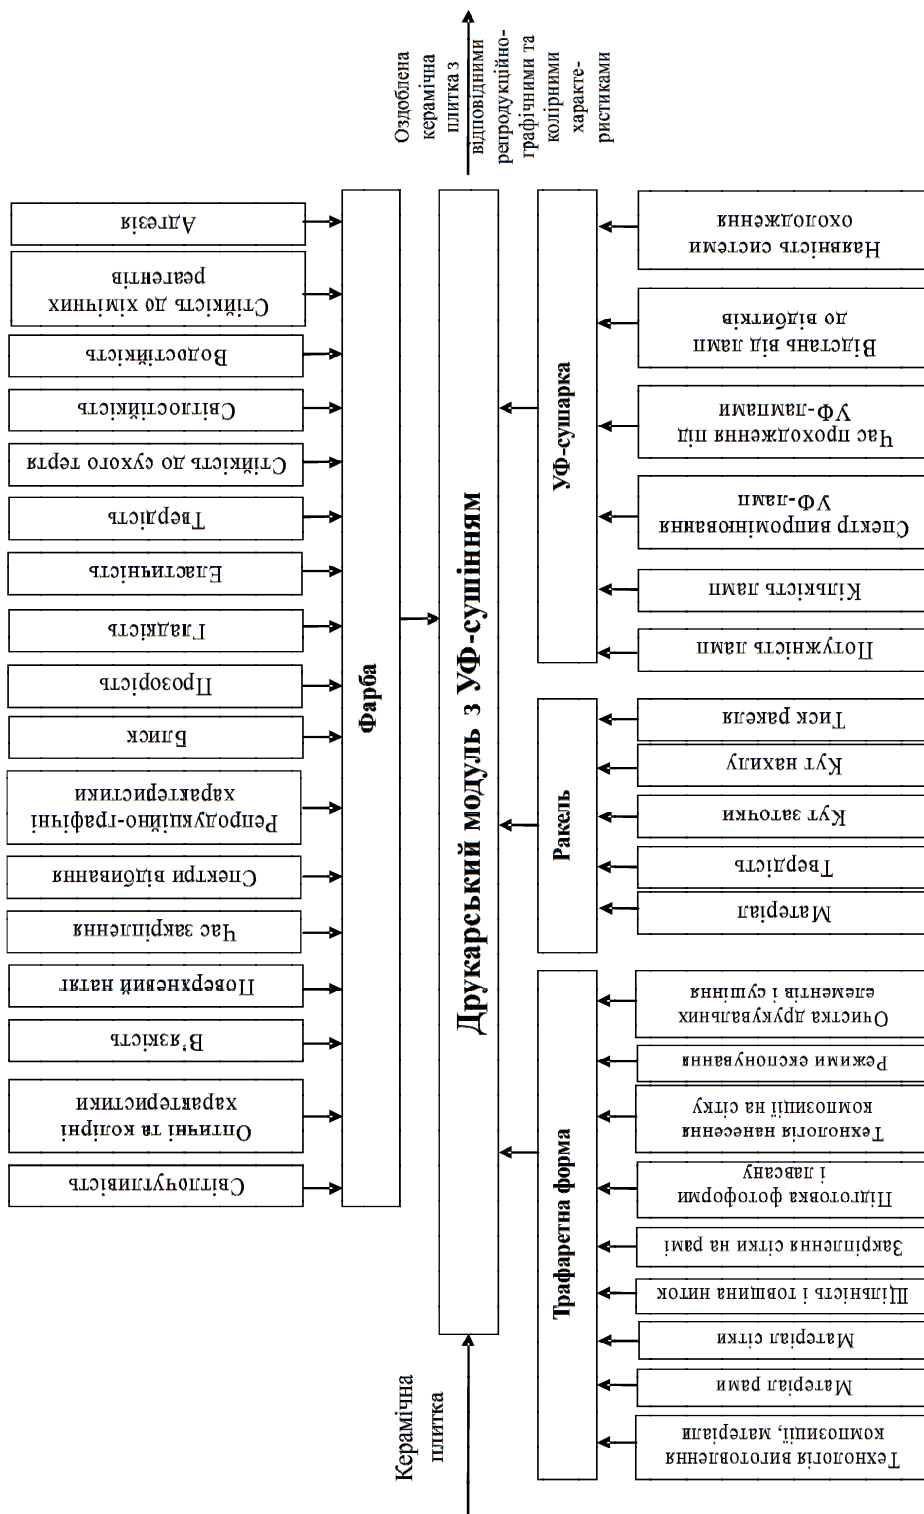 Оздоблена
керамічна
плитка з
відповідними
репродукційно-
графічними та
колірними
характе-
ристиками
Адгезія
Стійкість до хімічних
реагентів
Водостійкість
Світлостійкість
Стійкість до сухого тертя
Твердість
Еластичність
Гладкість
Прозорість
Блиск
Репродукційно-графічні
характеристики
Спектри відбивання
Час закріплення
Поверхневий натяг
В'язкість
Оптичні та колірні
характеристики
Світлочутливість
Фарба
Друкарський модуль з УФ-сушінням
УФ-сушарка
Ракель
Трафаретна форма
Наявність системи
охолодження
Відстань від ламп
до відбитків
Час проходження під
УФ-лампами
Спектр випромінювання
УФ-ламп
Кількість ламп
Потужність ламп
Тиск ракеля
Кут нахилу
Кут заточки
Твердість
Матеріал
Очистка друкувальних
елементів і сушіння
Режими експонування
Технологія нанесення
композиції на сітку
Підготовка фотоформи
і лавсану
Закріплення сітки на рамі
Щільність і товщина ниток
Матеріал сітки
Матеріал рами
Технологія виготовлення
композиції, матеріали
Керамічна
плитка